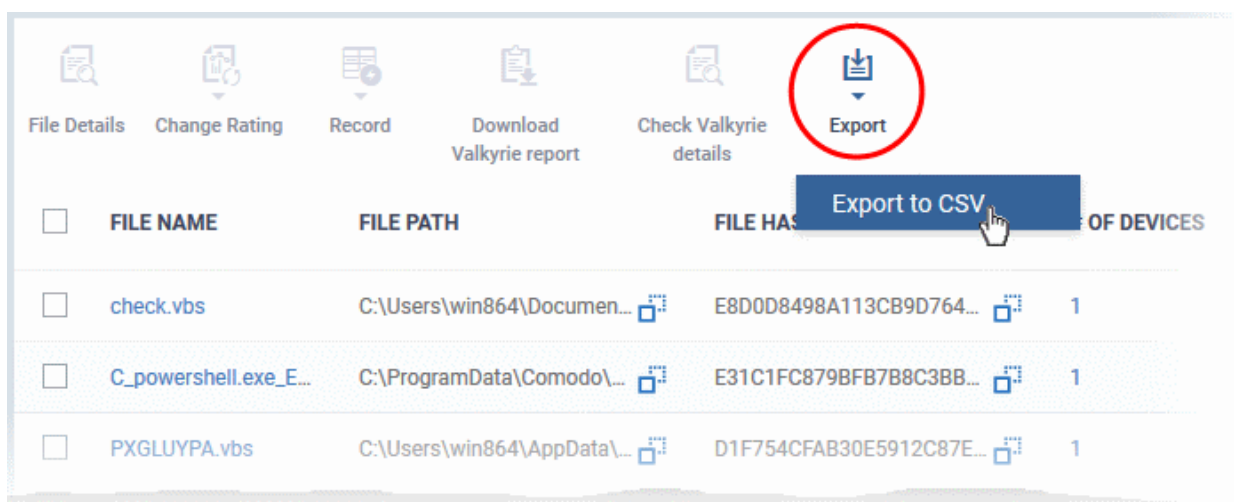 File Details Change Rating Record Download Valkyrie report Check Valkyrie details Export
Export to CSV
FILE NAME FILE PATH FILE HAS OF DEVICES
check.vbs C:\Users\win864\Documen... E8D0D8498A113CB9D764... 1
C_powershell.exe_E... C:\ProgramData\Comodo\... E31C1FC879BFB7B8C3BB... 1
PXGLUYPA.vbs C:\Users\win864\AppData\... D1F754CFAB30E5912C87E... 1